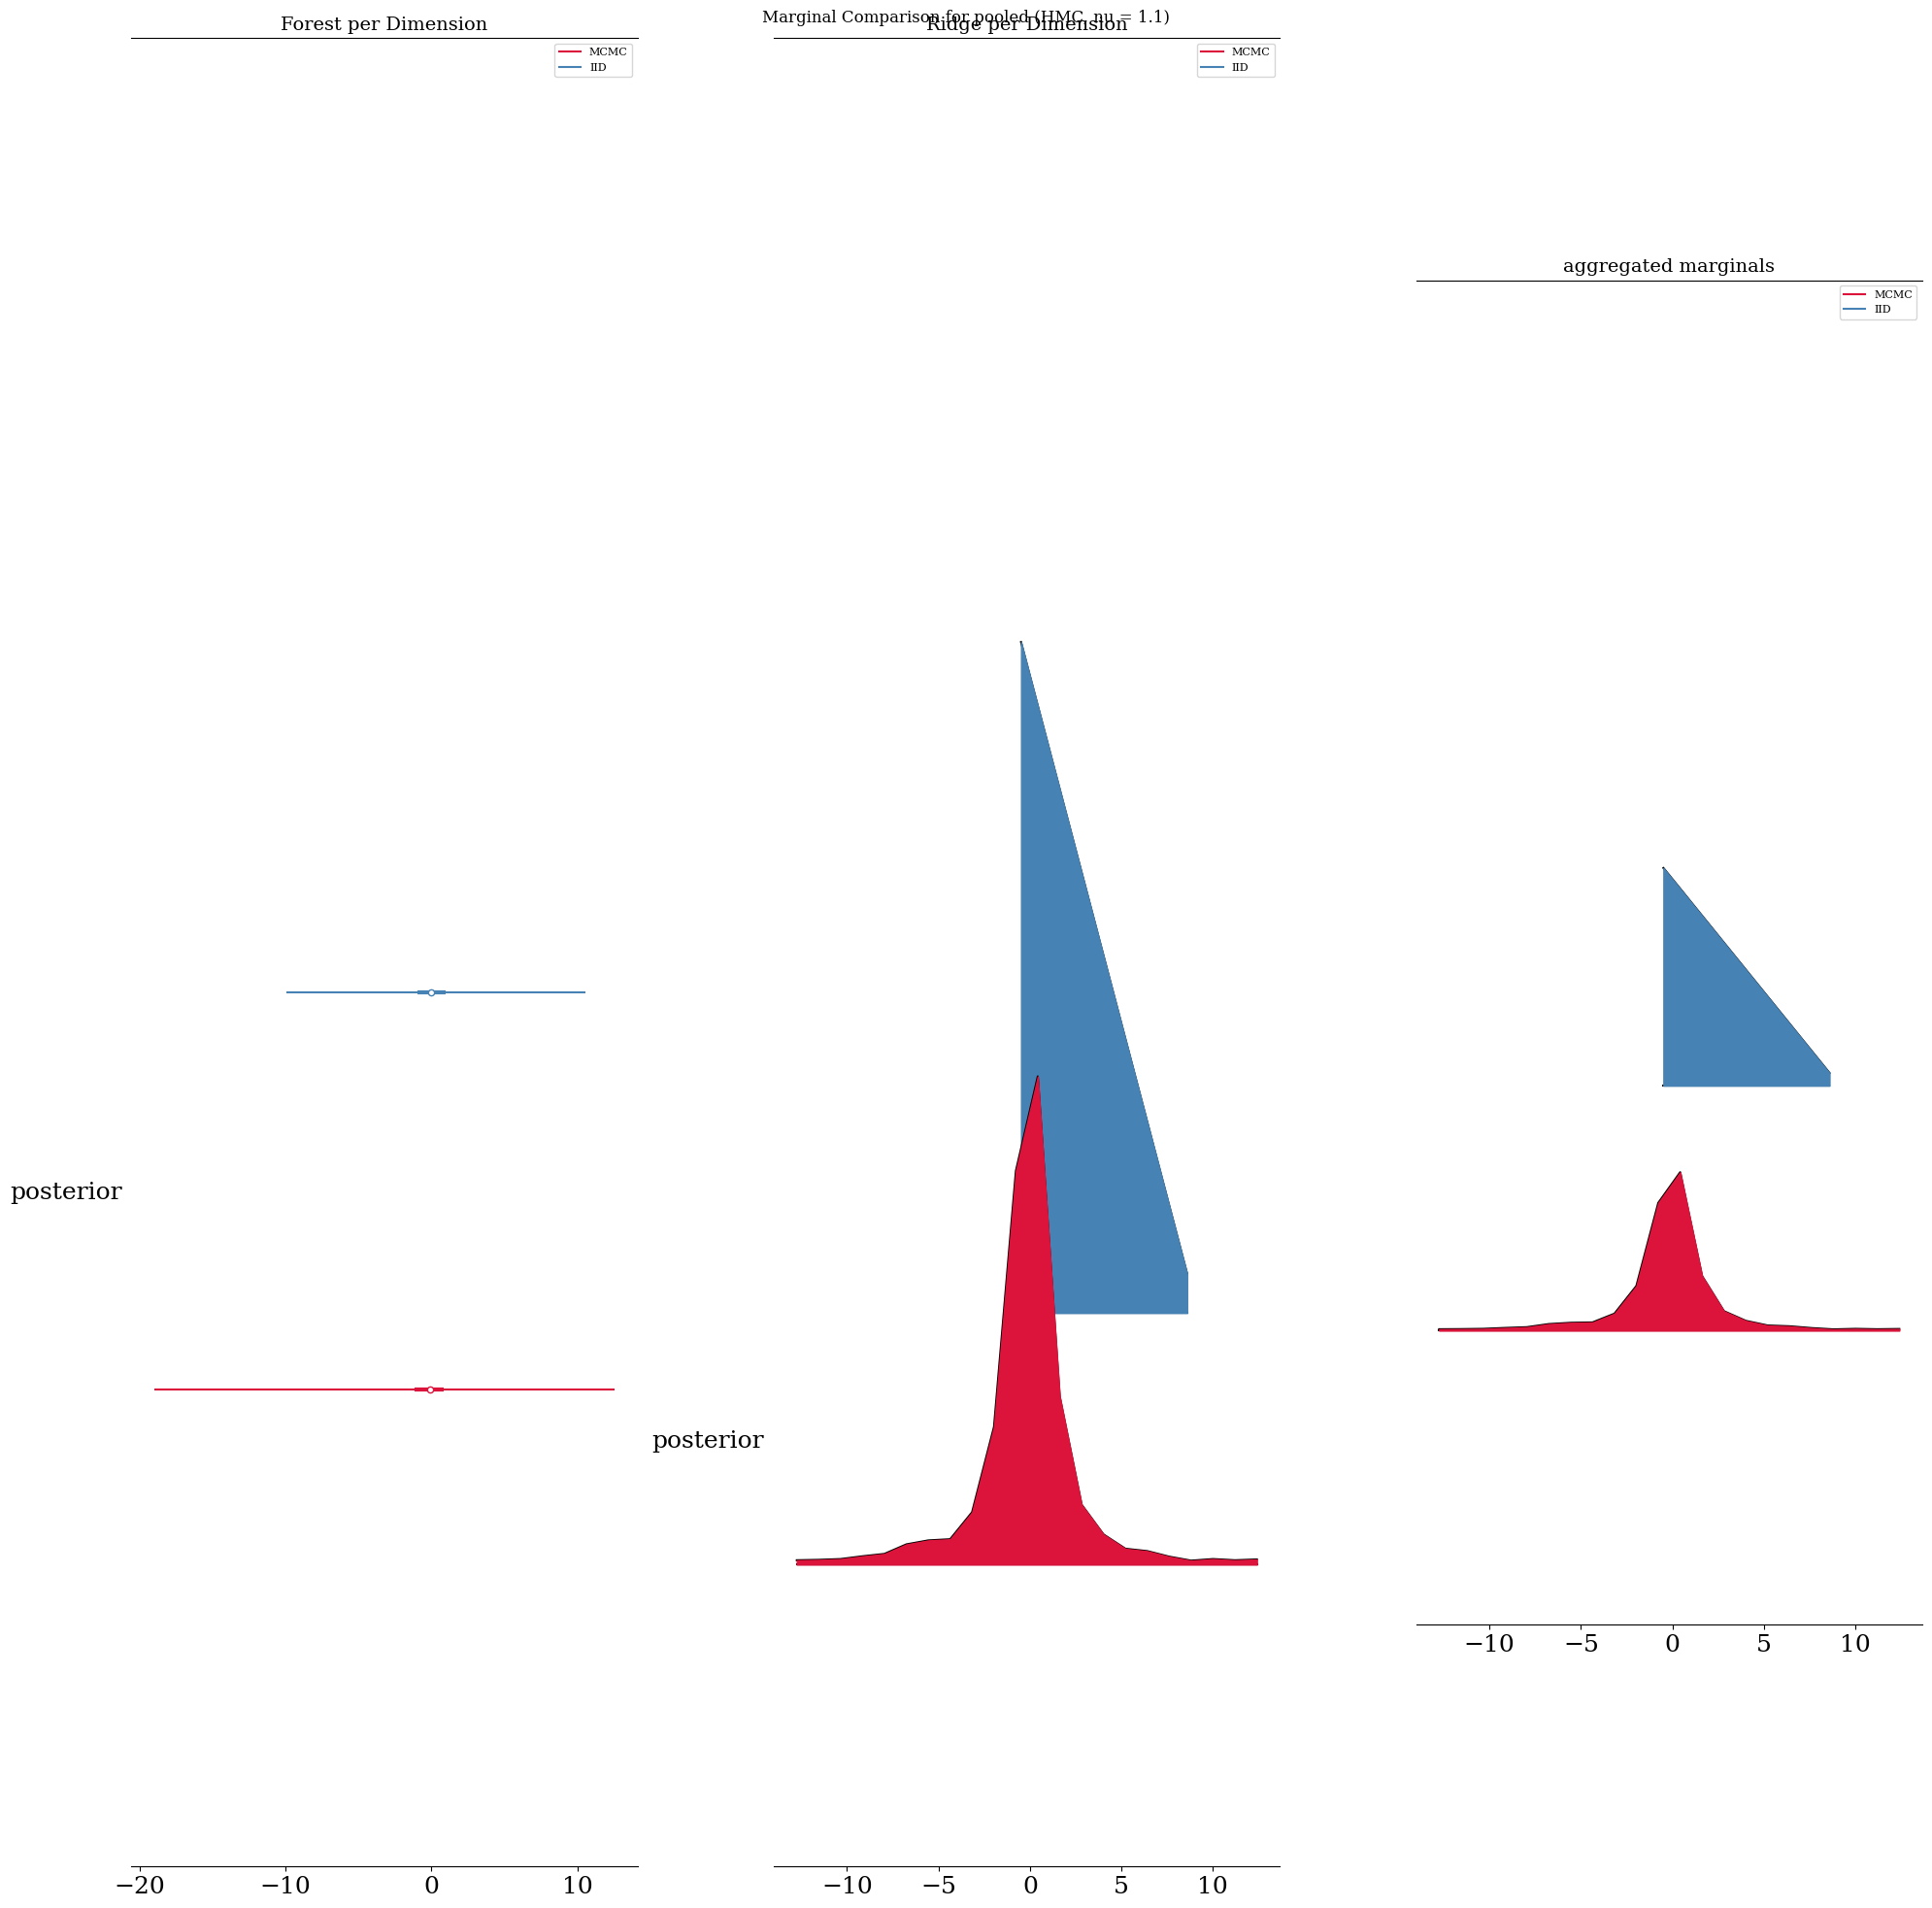 Marginal Comparison for pooled (HMC, nu = 1.1)
Forest per Dimension
MCMC
IID
posterior
−20 −10 0 10
Ridge per Dimension
MCMC
IID
posterior
−10 −5 0 5 10
aggregated marginals
MCMC
IID
−10 −5 0 5 10